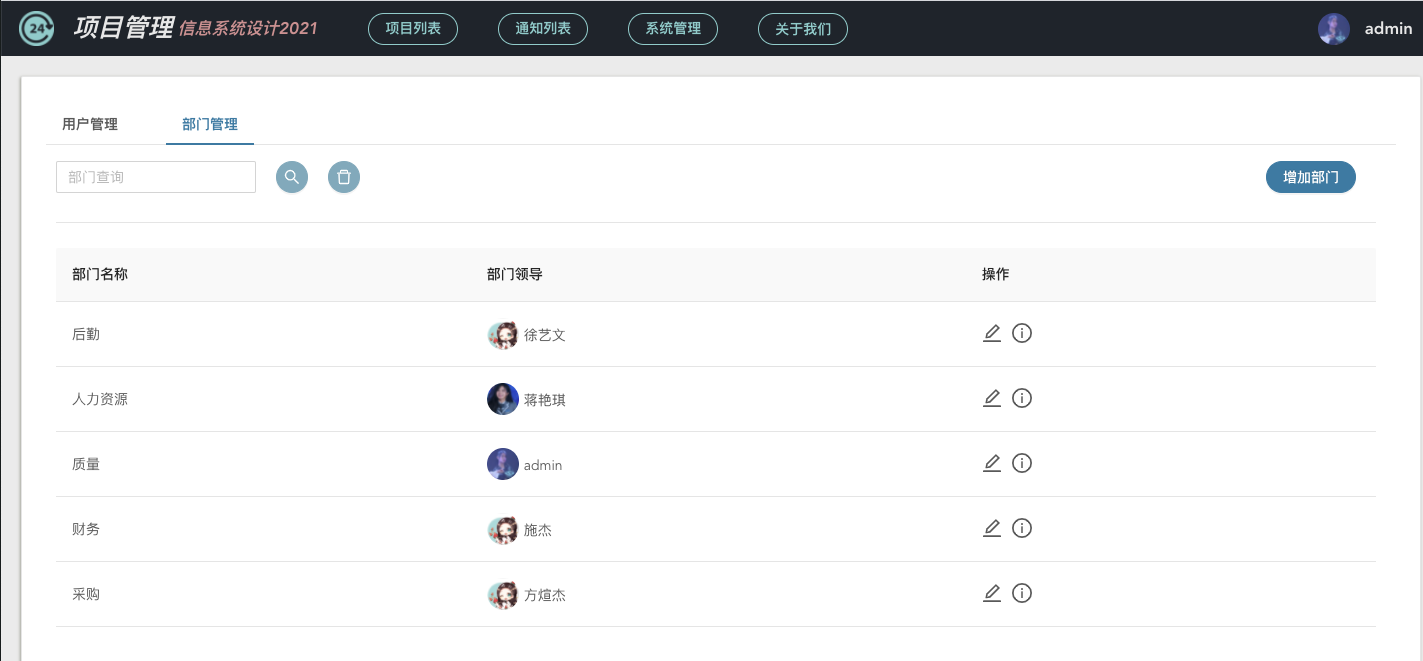 24 项目管理 信息系统设计2021 项目列表 通知列表 系统管理 关于我们 admin
用户管理 部门管理
部门查询 增加部门
部门名称 部门领导 操作
后勤 徐艺文
人力资源 蒋艳琪
质量 admin
财务 施杰
采购 方煊杰